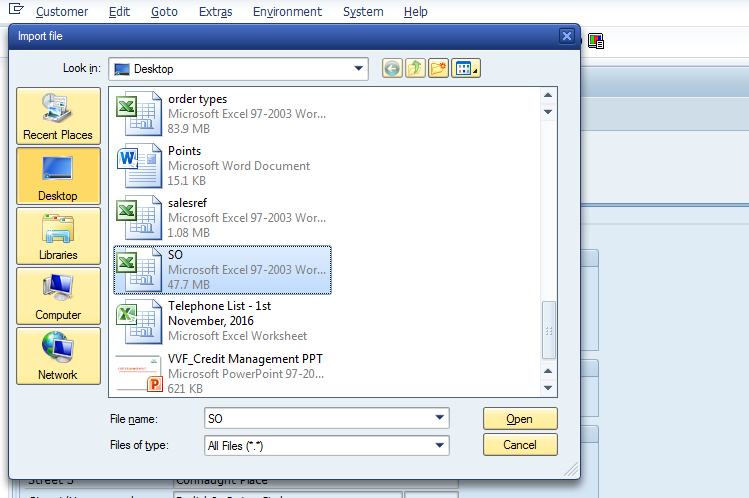 Customer Edit Goto Extras Environment System Help
Import file
Look in: Desktop
Recent Places
Desktop
Libraries
Computer
Network
order types
Microsoft Excel 97-2003 Wor...
83.9 MB
Points
Microsoft Word Document
15.1 KB
salesref
Microsoft Excel 97-2003 Wor...
1.08 MB
SO
Microsoft Excel 97-2003 Wor...
47.7 MB
Telephone List - 1st
November, 2016
Microsoft Excel Worksheet
VVF_Credit Management PPT
Microsoft PowerPoint 97-20...
621 KB
File name: SO Open
Files of type: All Files (*.*) Cancel
Connaught Place